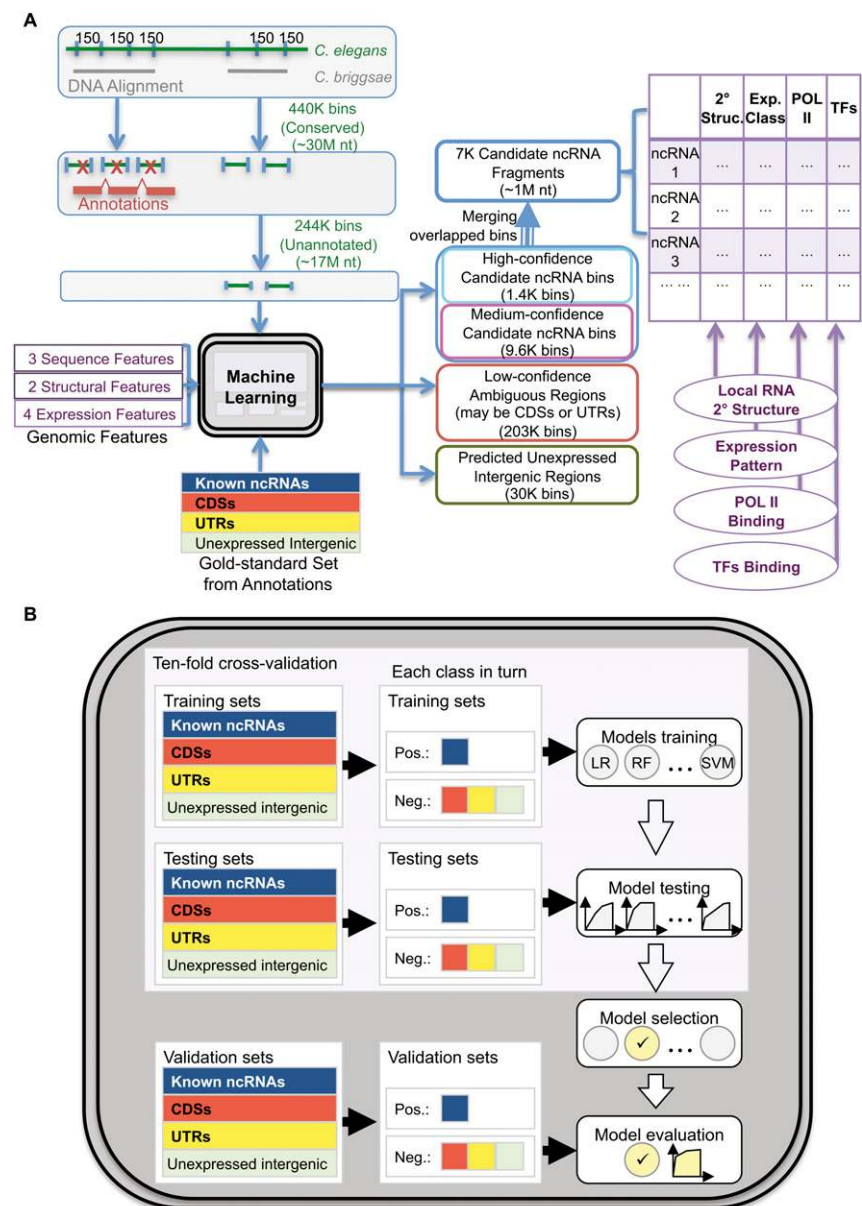 A
150 150 150 150 150
C. elegans
C. briggsae
DNA Alignment
440K bins
(Conserved)
(~30M nt)
Annotations
244K bins
(Unannotated)
(~17M nt)
3 Sequence Features
2 Structural Features
4 Expression Features
Genomic Features
Machine
Learning
Known ncRNAs
CDSs
UTRs
Unexpressed Intergenic
Gold-standard Set
from Annotations
7K Candidate ncRNA
Fragments
(~1M nt)
Merging
overlapped bins
High-confidence
Candidate ncRNA bins
(1.4K bins)
Medium-confidence
Candidate ncRNA bins
(9.6K bins)
Low-confidence
Ambiguous Regions
(may be CDSs or UTRs)
(203K bins)
Predicted Unexpressed
Intergenic Regions
(30K bins)
2° Exp. POL TFs
Struc. Class II
ncRNA
1 ... ... ... ...
ncRNA
2 ... ... ... ...
ncRNA
3 ... ... ... ...
... ... ... ... ... ...
Local RNA
2° Structure
Expression
Pattern
POL II
Binding
TFs Binding
B
Ten-fold cross-validation
Each class in turn
Training sets
Known ncRNAs
CDSs
UTRs
Unexpressed intergenic
Training sets
Pos.:
Neg.:
Models training
LR RF ... SVM
Testing sets
Known ncRNAs
CDSs
UTRs
Unexpressed intergenic
Testing sets
Pos.:
Neg.:
Model testing
...
Model selection
✓ ...
Validation sets
Known ncRNAs
CDSs
UTRs
Unexpressed intergenic
Validation sets
Pos.:
Neg.:
Model evaluation
✓